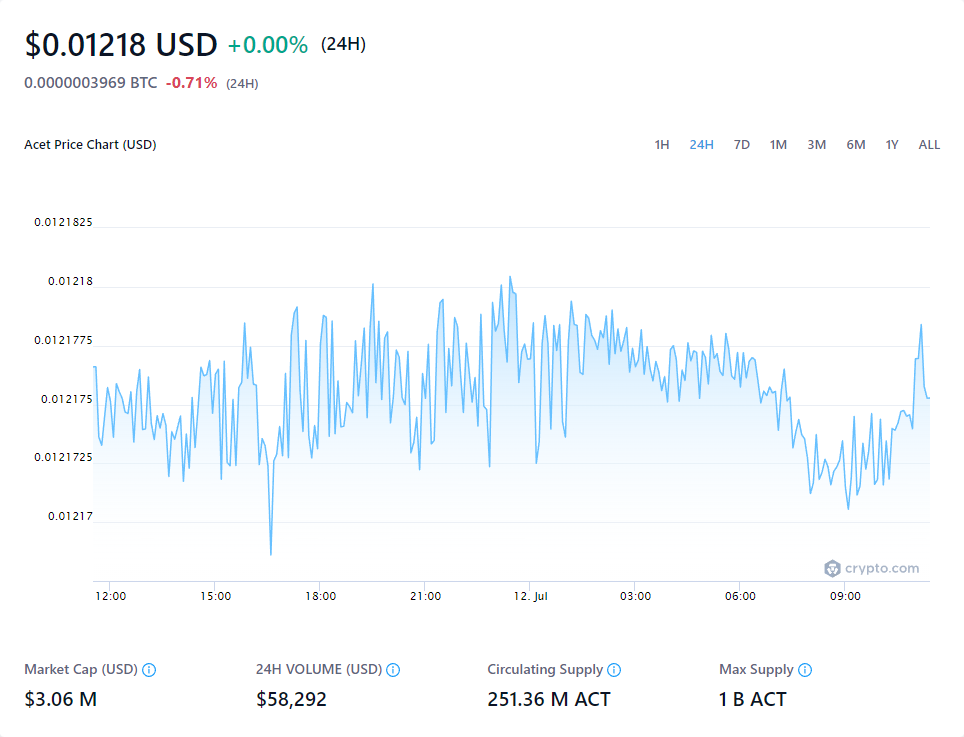 $0.01218 USD +0.00% (24H)
0.0000003969 BTC -0.71% (24H)
Acet Price Chart (USD)
1H 24H 7D 1M 3M 6M 1Y ALL
0.0121825
0.01218
0.0121775
0.012175
0.0121725
0.01217
crypto.com
12:00 15:00 18:00 21:00 12. Jul 03:00 06:00 09:00
Market Cap (USD) 24H VOLUME (USD) Circulating Supply Max Supply
$3.06 M $58,292 251.36 M ACT 1 B ACT